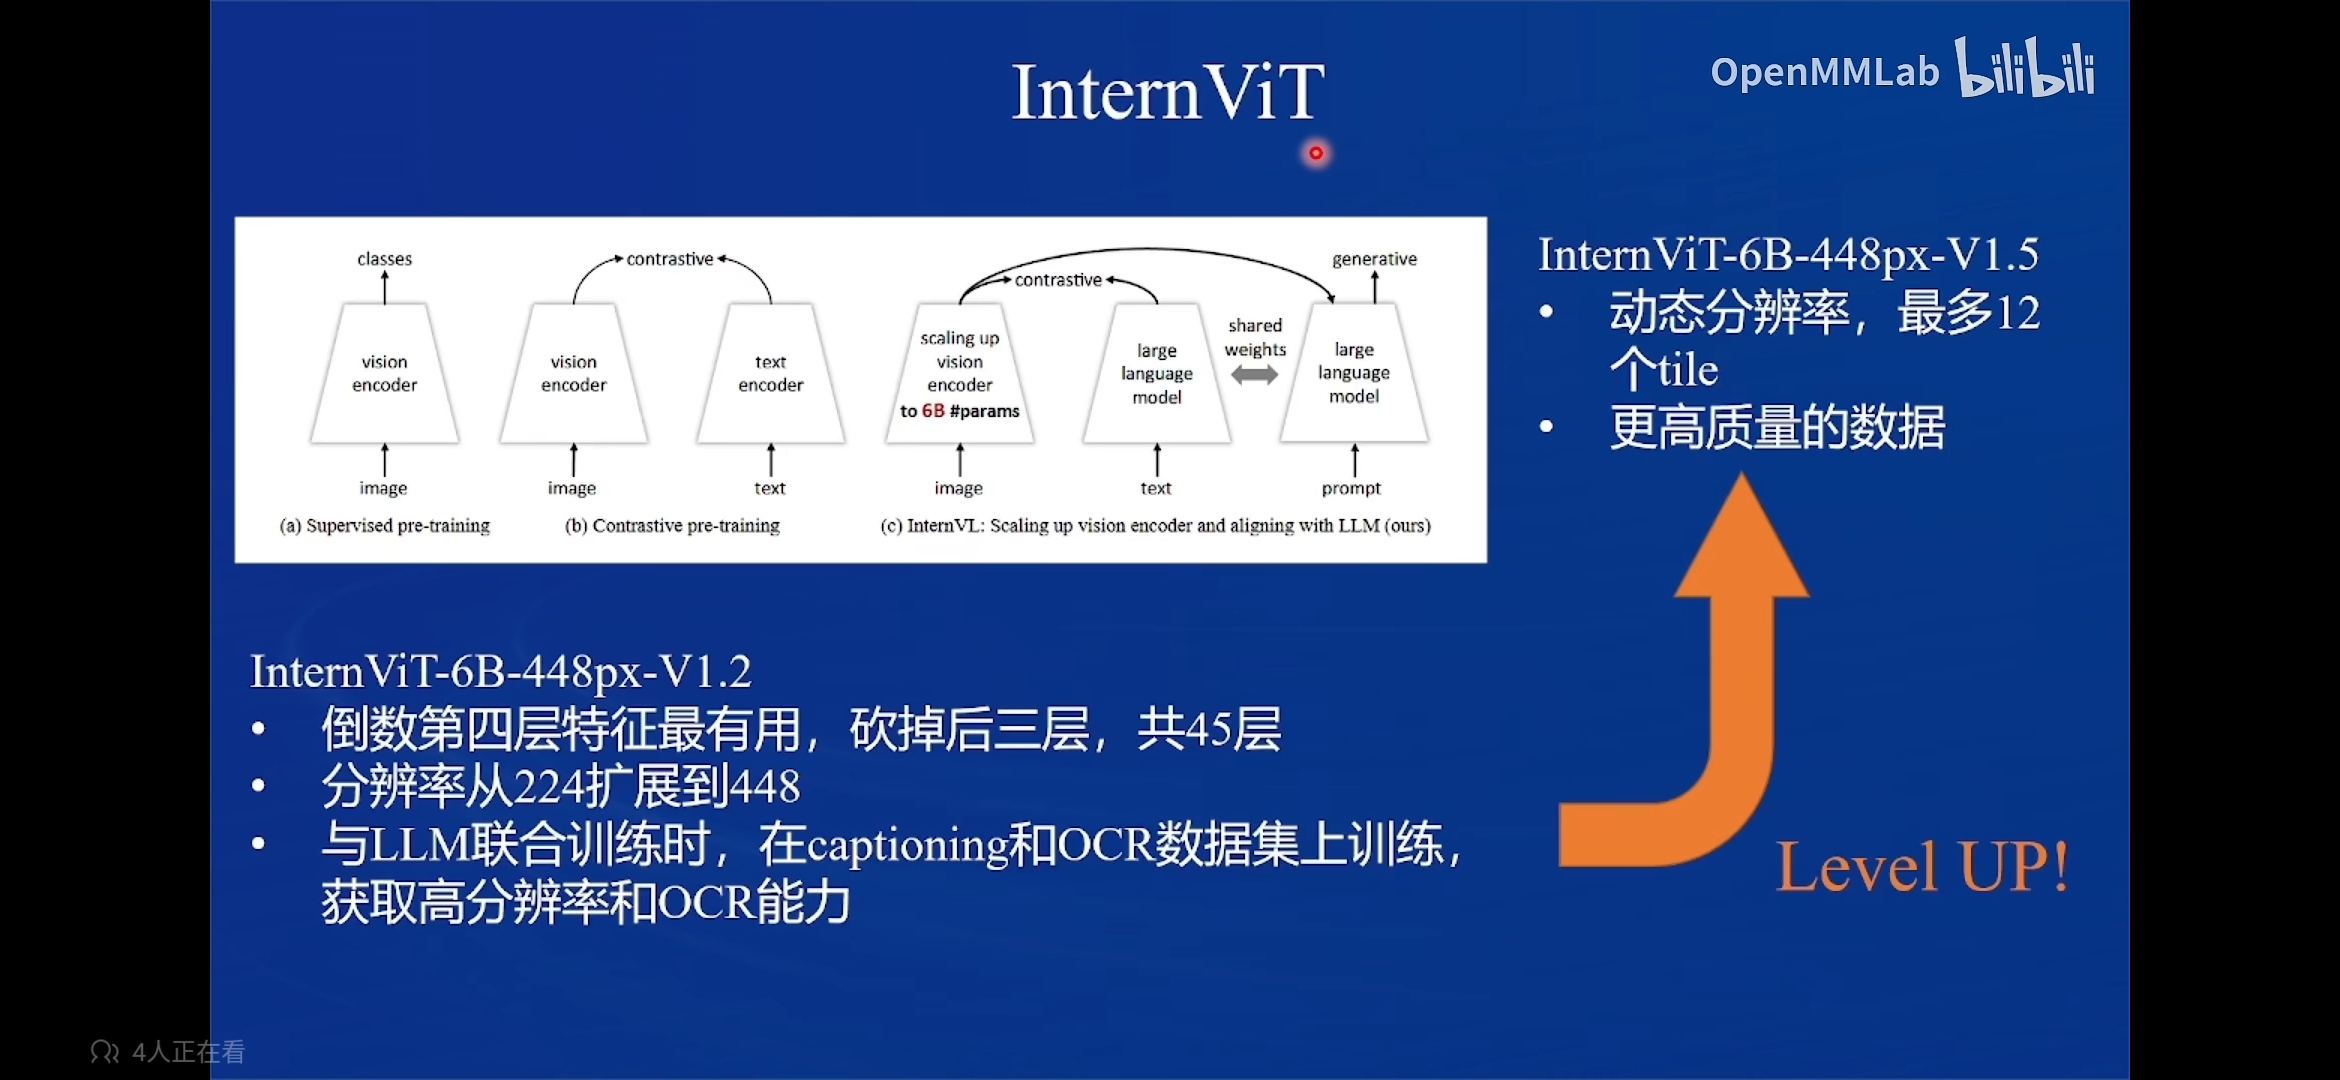 InternViT
OpenMMLab bilibili
classes
vision
encoder
image
(a) Supervised pre-training
contrastive
vision
encoder
text
encoder
image
text
(b) Contrastive pre-training
contrastive
generative
scaling up
vision
encoder
to 6B #params
large
language
model
shared
weights
large
language
model
image
text
prompt
(c) InternVL: Scaling up vision encoder and aligning with LLM (ours)
InternViT-6B-448px-V1.5
• 动态分辨率，最多12
个tile
• 更高质量的数据
InternViT-6B-448px-V1.2
• 倒数第四层特征最有用，砍掉后三层，共45层
• 分辨率从224扩展到448
• 与LLM联合训练时，在captioning和OCR数据集上训练，
获取高分辨率和OCR能力
Level UP!
4人正在看